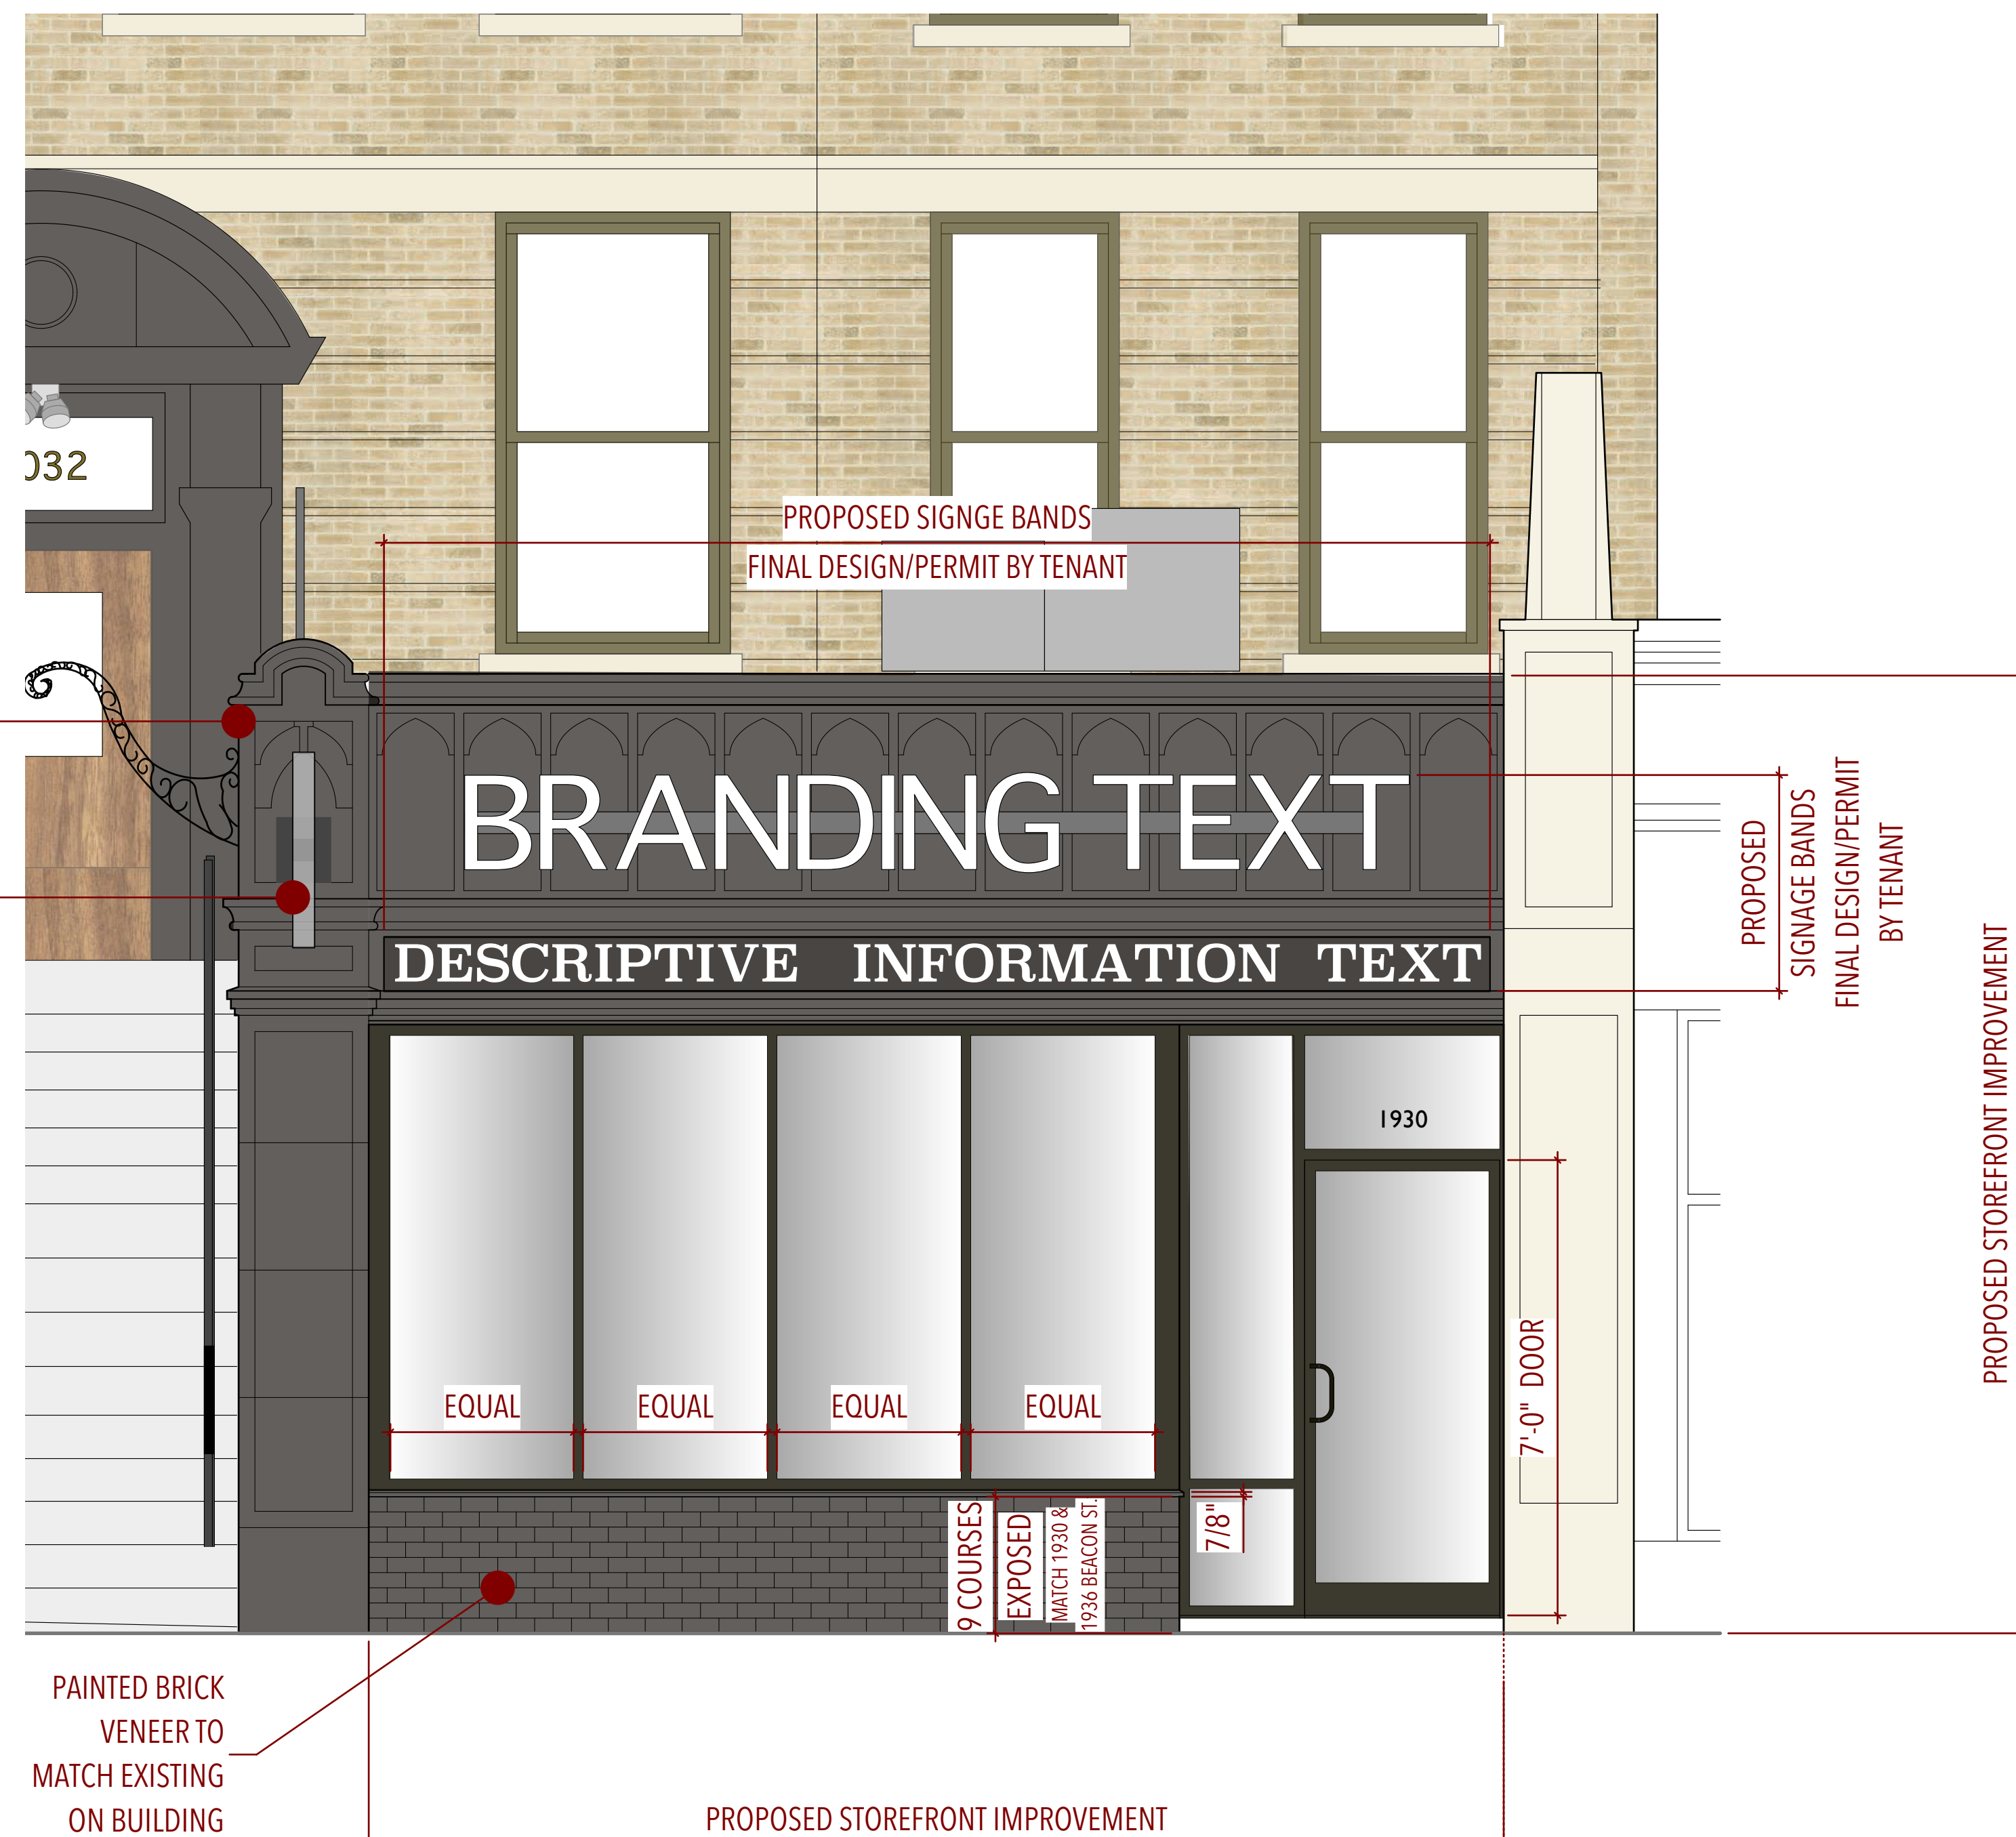 032
PROPOSED SIGNGE BANDS
FINAL DESIGN/PERMIT BY TENANT
BRANDING TEXT
DESCRIPTIVE INFORMATION TEXT
PROPOSED
SIGNAGE BANDS
FINAL DESIGN/PERMIT
BY TENANT
PROPOSED STOREFRONT IMPROVEMENT
1930
7'-0" DOOR
EQUAL
EQUAL
EQUAL
EQUAL
9 COURSES
EXPOSED
MATCH 1930 &
1936 BEACON ST.
7/8"
PAINTED BRICK
VENEER TO
MATCH EXISTING
ON BUILDING
PROPOSED STOREFRONT IMPROVEMENT